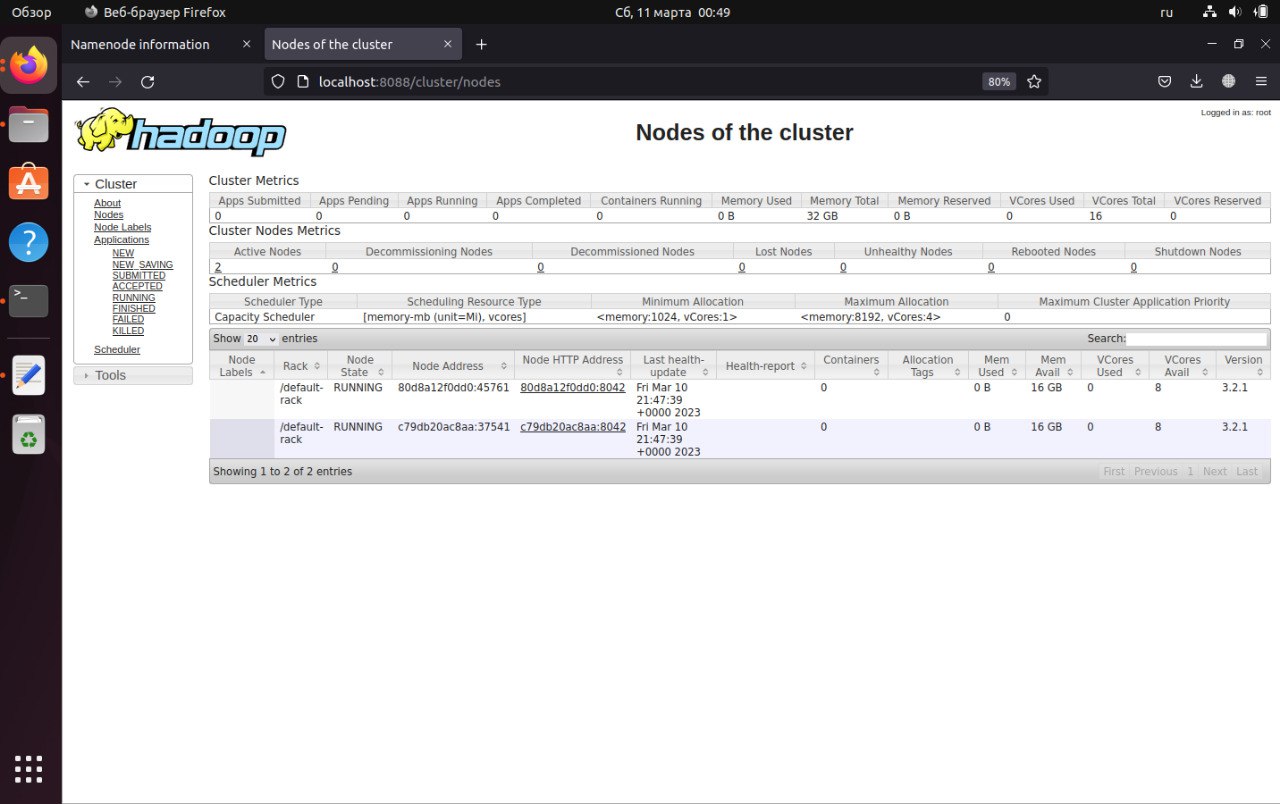 Обзор Веб-браузер Firefox Сб, 11 марта 00:49 ru
Namenode information Nodes of the cluster
localhost:8088/cluster/nodes 80%
hadoop
Nodes of the cluster
Logged in as: root
Cluster
About
Nodes
Node Labels
Applications
NEW
NEW_SAVING
SUBMITTED
ACCEPTED
RUNNING
FINISHED
FAILED
KILLED
Scheduler
Tools
Cluster Metrics
Apps Submitted Apps Pending Apps Running Apps Completed Containers Running Memory Used Memory Total Memory Reserved VCores Used VCores Total VCores Reserved
0 0 0 0 0 0 B 32 GB 0 B 0 16 0
Cluster Nodes Metrics
Active Nodes Decommissioning Nodes Decommissioned Nodes Lost Nodes Unhealthy Nodes Rebooted Nodes Shutdown Nodes
2 0 0 0 0 0 0
Scheduler Metrics
Scheduler Type Scheduling Resource Type Minimum Allocation Maximum Allocation Maximum Cluster Application Priority
Capacity Scheduler [memory-mb (unit=Mi), vcores] <memory:1024, vCores:1> <memory:8192, vCores:4> 0
Show 20 entries Search:
Node Labels Rack Node State Node Address Node HTTP Address Last health-update Health-report Containers Allocation Tags Mem Used Mem Avail VCores Used VCores Avail Version
/default- RUNNING 80d8a12f0dd0:45761 80d8a12f0dd0:8042 Fri Mar 10 0 0 B 16 GB 0 8 3.2.1
rack 21:47:39
+0000 2023
/default- RUNNING c79db20ac8aa:37541 c79db20ac8aa:8042 Fri Mar 10 0 0 B 16 GB 0 8 3.2.1
rack 21:47:39
+0000 2023
Showing 1 to 2 of 2 entries First Previous 1 Next Last